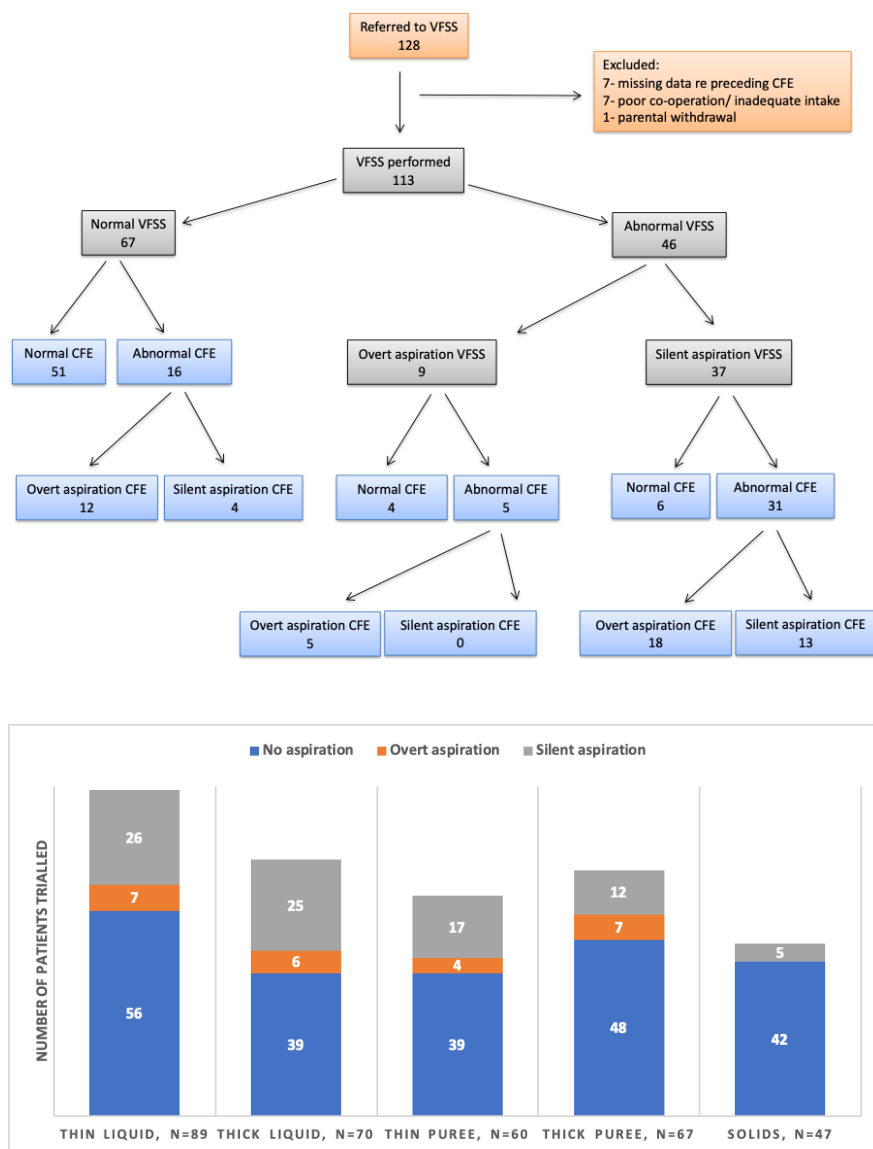 Referred to VFSS
128
Excluded:
7- missing data re preceding CFE
7- poor co-operation/ inadequate intake
1- parental withdrawal
VFSS performed
113
Normal VFSS
67
Abnormal VFSS
46
Normal CFE
51
Abnormal CFE
16
Overt aspiration VFSS
9
Silent aspiration VFSS
37
Overt aspiration CFE
12
Silent aspiration CFE
4
Normal CFE
4
Abnormal CFE
5
Normal CFE
6
Abnormal CFE
31
Overt aspiration CFE
5
Silent aspiration CFE
0
Overt aspiration CFE
18
Silent aspiration CFE
13
No aspiration
Overt aspiration
Silent aspiration
NUMBER OF PATIENTS TRIALLED
26
7
56
25
6
39
17
4
39
12
7
48
5
42
THIN LIQUID, N=89
THICK LIQUID, N=70
THIN PUREE, N=60
THICK PUREE, N=67
SOLIDS, N=47